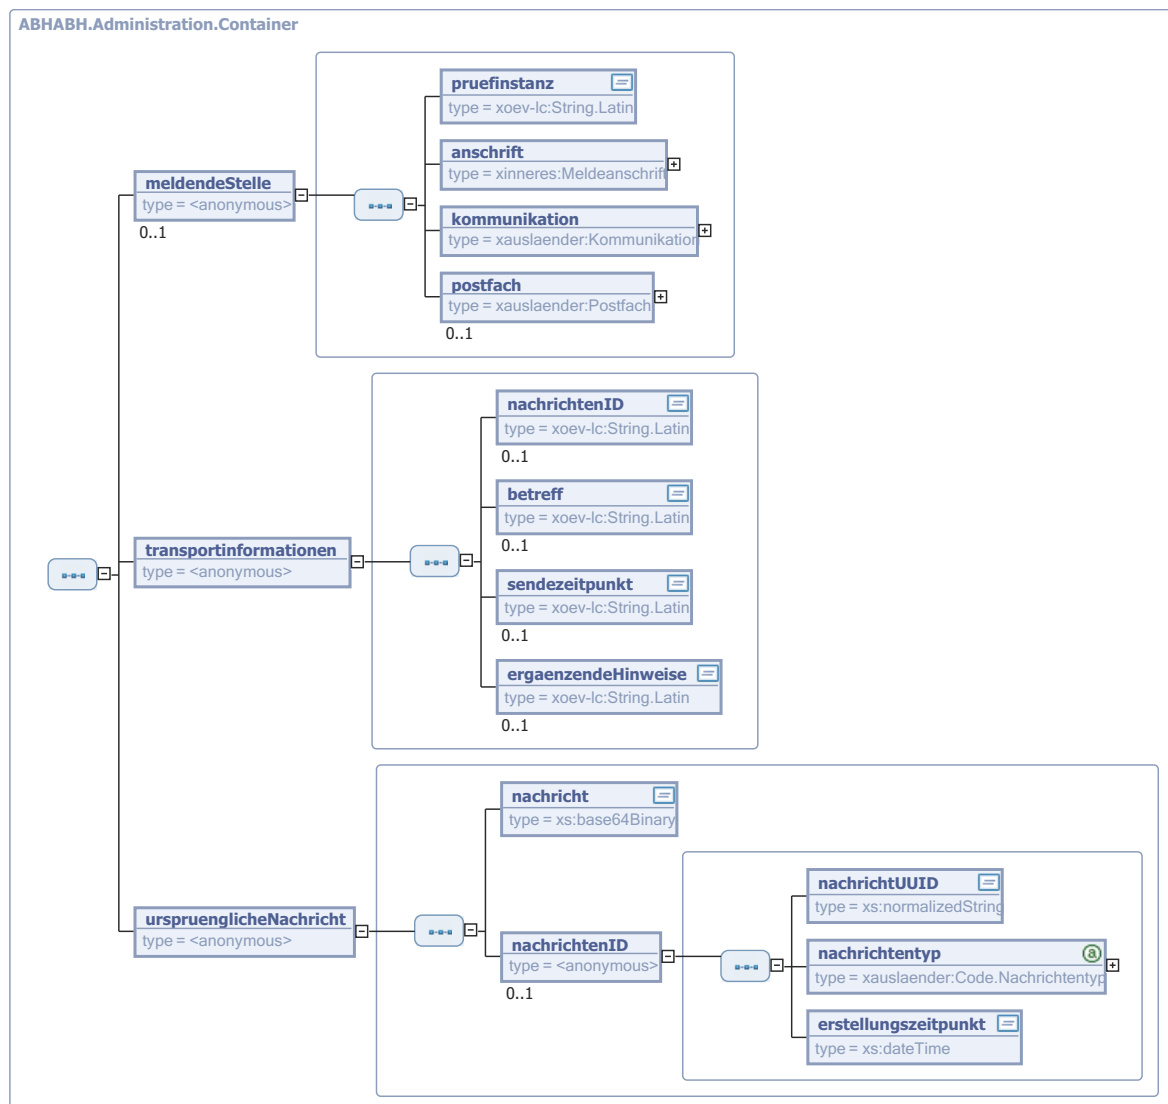 ABHABH.Administration.Container
pruefinstanz
type = xoev-lc:String.Latin
anschrift
type = xinneres:Meldeanschrift
meldendeStelle
type = <anonymous>
0..1
kommunikation
type = xauslaender:Kommunikation
postfach
type = xauslaender:Postfach
0..1
nachrichtenID
type = xoev-lc:String.Latin
0..1
betreff
type = xoev-lc:String.Latin
0..1
transportinformationen
type = <anonymous>
sendezeitpunkt
type = xoev-lc:String.Latin
0..1
ergaenzendeHinweise
type = xoev-lc:String.Latin
0..1
nachricht
type = xs:base64Binary
urspruenglicheNachricht
type = <anonymous>
nachrichtenID
type = <anonymous>
0..1
nachrichtUUID
type = xs:normalizedString
nachrichtentyp
a
type = xauslaender:Code.Nachrichtentyp
erstellungszeitpunkt
type = xs:dateTime